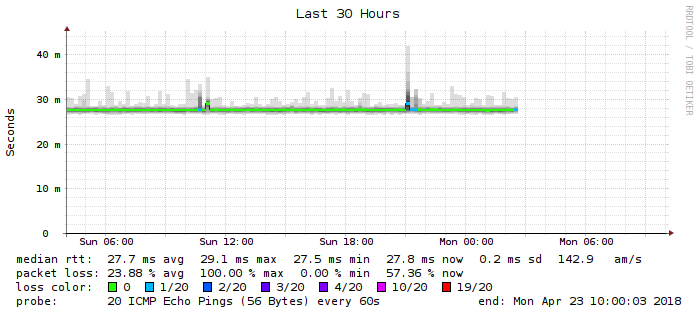 Last 30 Hours
RRDTOOL / TOBI OETIKER
Seconds
40 m
30 m
20 m
10 m
0
Sun 06:00 Sun 12:00 Sun 18:00 Mon 00:00 Mon 06:00
median rtt: 27.7 ms avg 29.1 ms max 27.5 ms min 27.8 ms now 0.2 ms sd 142.9 am/s
packet loss: 23.88 % avg 100.00 % max 0.00 % min 57.36 % now
loss color: 0 1/20 2/20 3/20 4/20 10/20 19/20
probe: 20 ICMP Echo Pings (56 Bytes) every 60s end: Mon Apr 23 10:00:03 2018